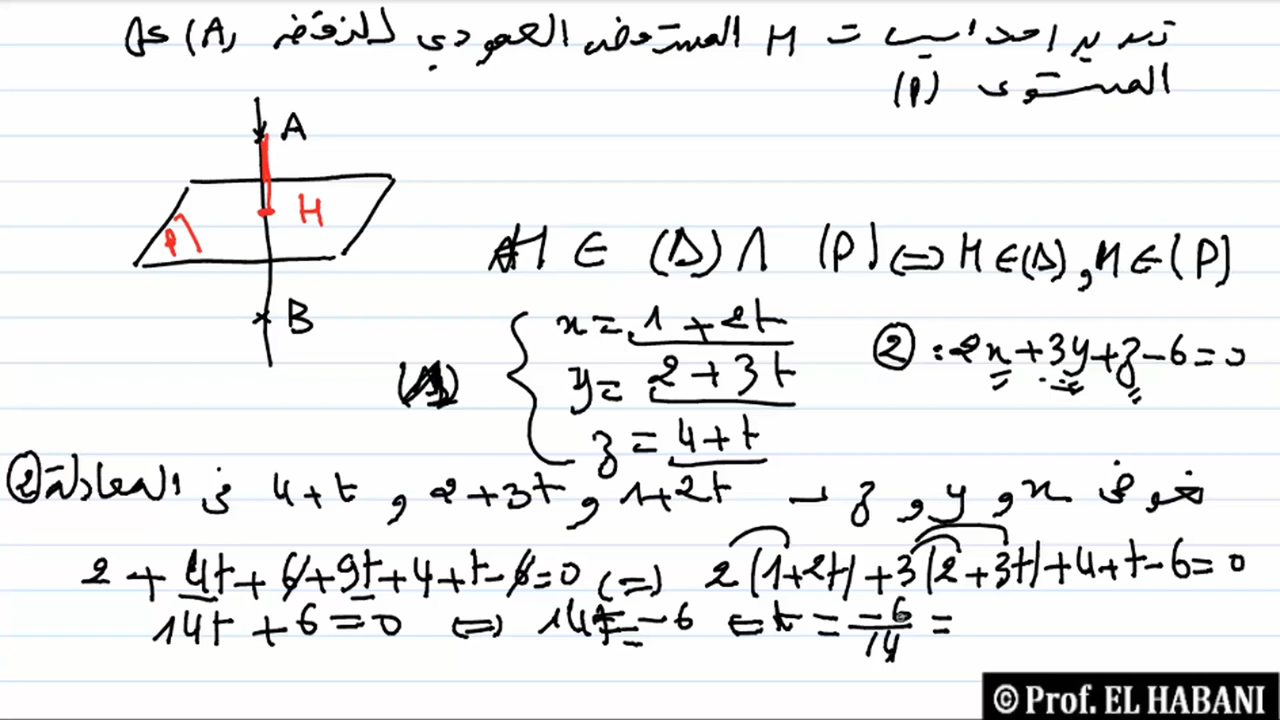 تحديد احداثيات H المسقط العمودي للنقطة (A) على
المستوى (P)
A
H
P
B
H ∈ (Δ) ∩ (P) ⇔ H ∈ (Δ) , H ∈ (P)
x = 1 + 2t
② : 2x + 3y + z - 6 = 0
y = 2 + 3t
z = 4 + t
نعوض x و y و z بـ 1+2t و 2+3t و 4+t في المعادلة ②
2(1+2t) + 3(2+3t) + 4 + t - 6 = 0 (=) 2 + 4t + 6 + 9t + 4 + t - 6 = 0
14t + 6 = 0 ⇔ 14t = -6 ⇔ t = -6/14 =
© Prof. EL HABANI